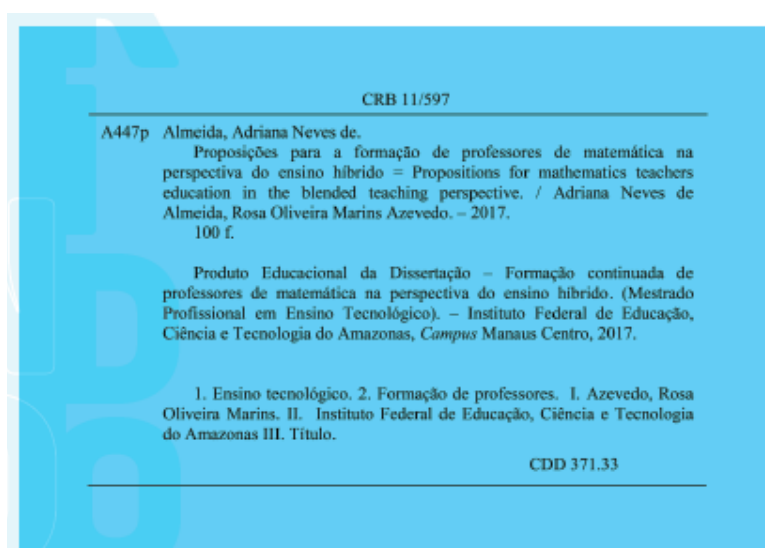 CRB 11/597
A447p Almeida, Adriana Neves de.
Proposições para a formação de professores de matemática na
perspectiva do ensino híbrido = Propositions for mathematics teachers
education in the blended teaching perspective. / Adriana Neves de
Almeida, Rosa Oliveira Marins Azevedo. – 2017.
100 f.
Produto Educacional da Dissertação – Formação continuada de
professores de matemática na perspectiva do ensino híbrido. (Mestrado
Profissional em Ensino Tecnológico). – Instituto Federal de Educação,
Ciência e Tecnologia do Amazonas, Campus Manaus Centro, 2017.
1. Ensino tecnológico. 2. Formação de professores. I. Azevedo, Rosa
Oliveira Marins. II. Instituto Federal de Educação, Ciência e Tecnologia
do Amazonas III. Título.
CDD 371.33